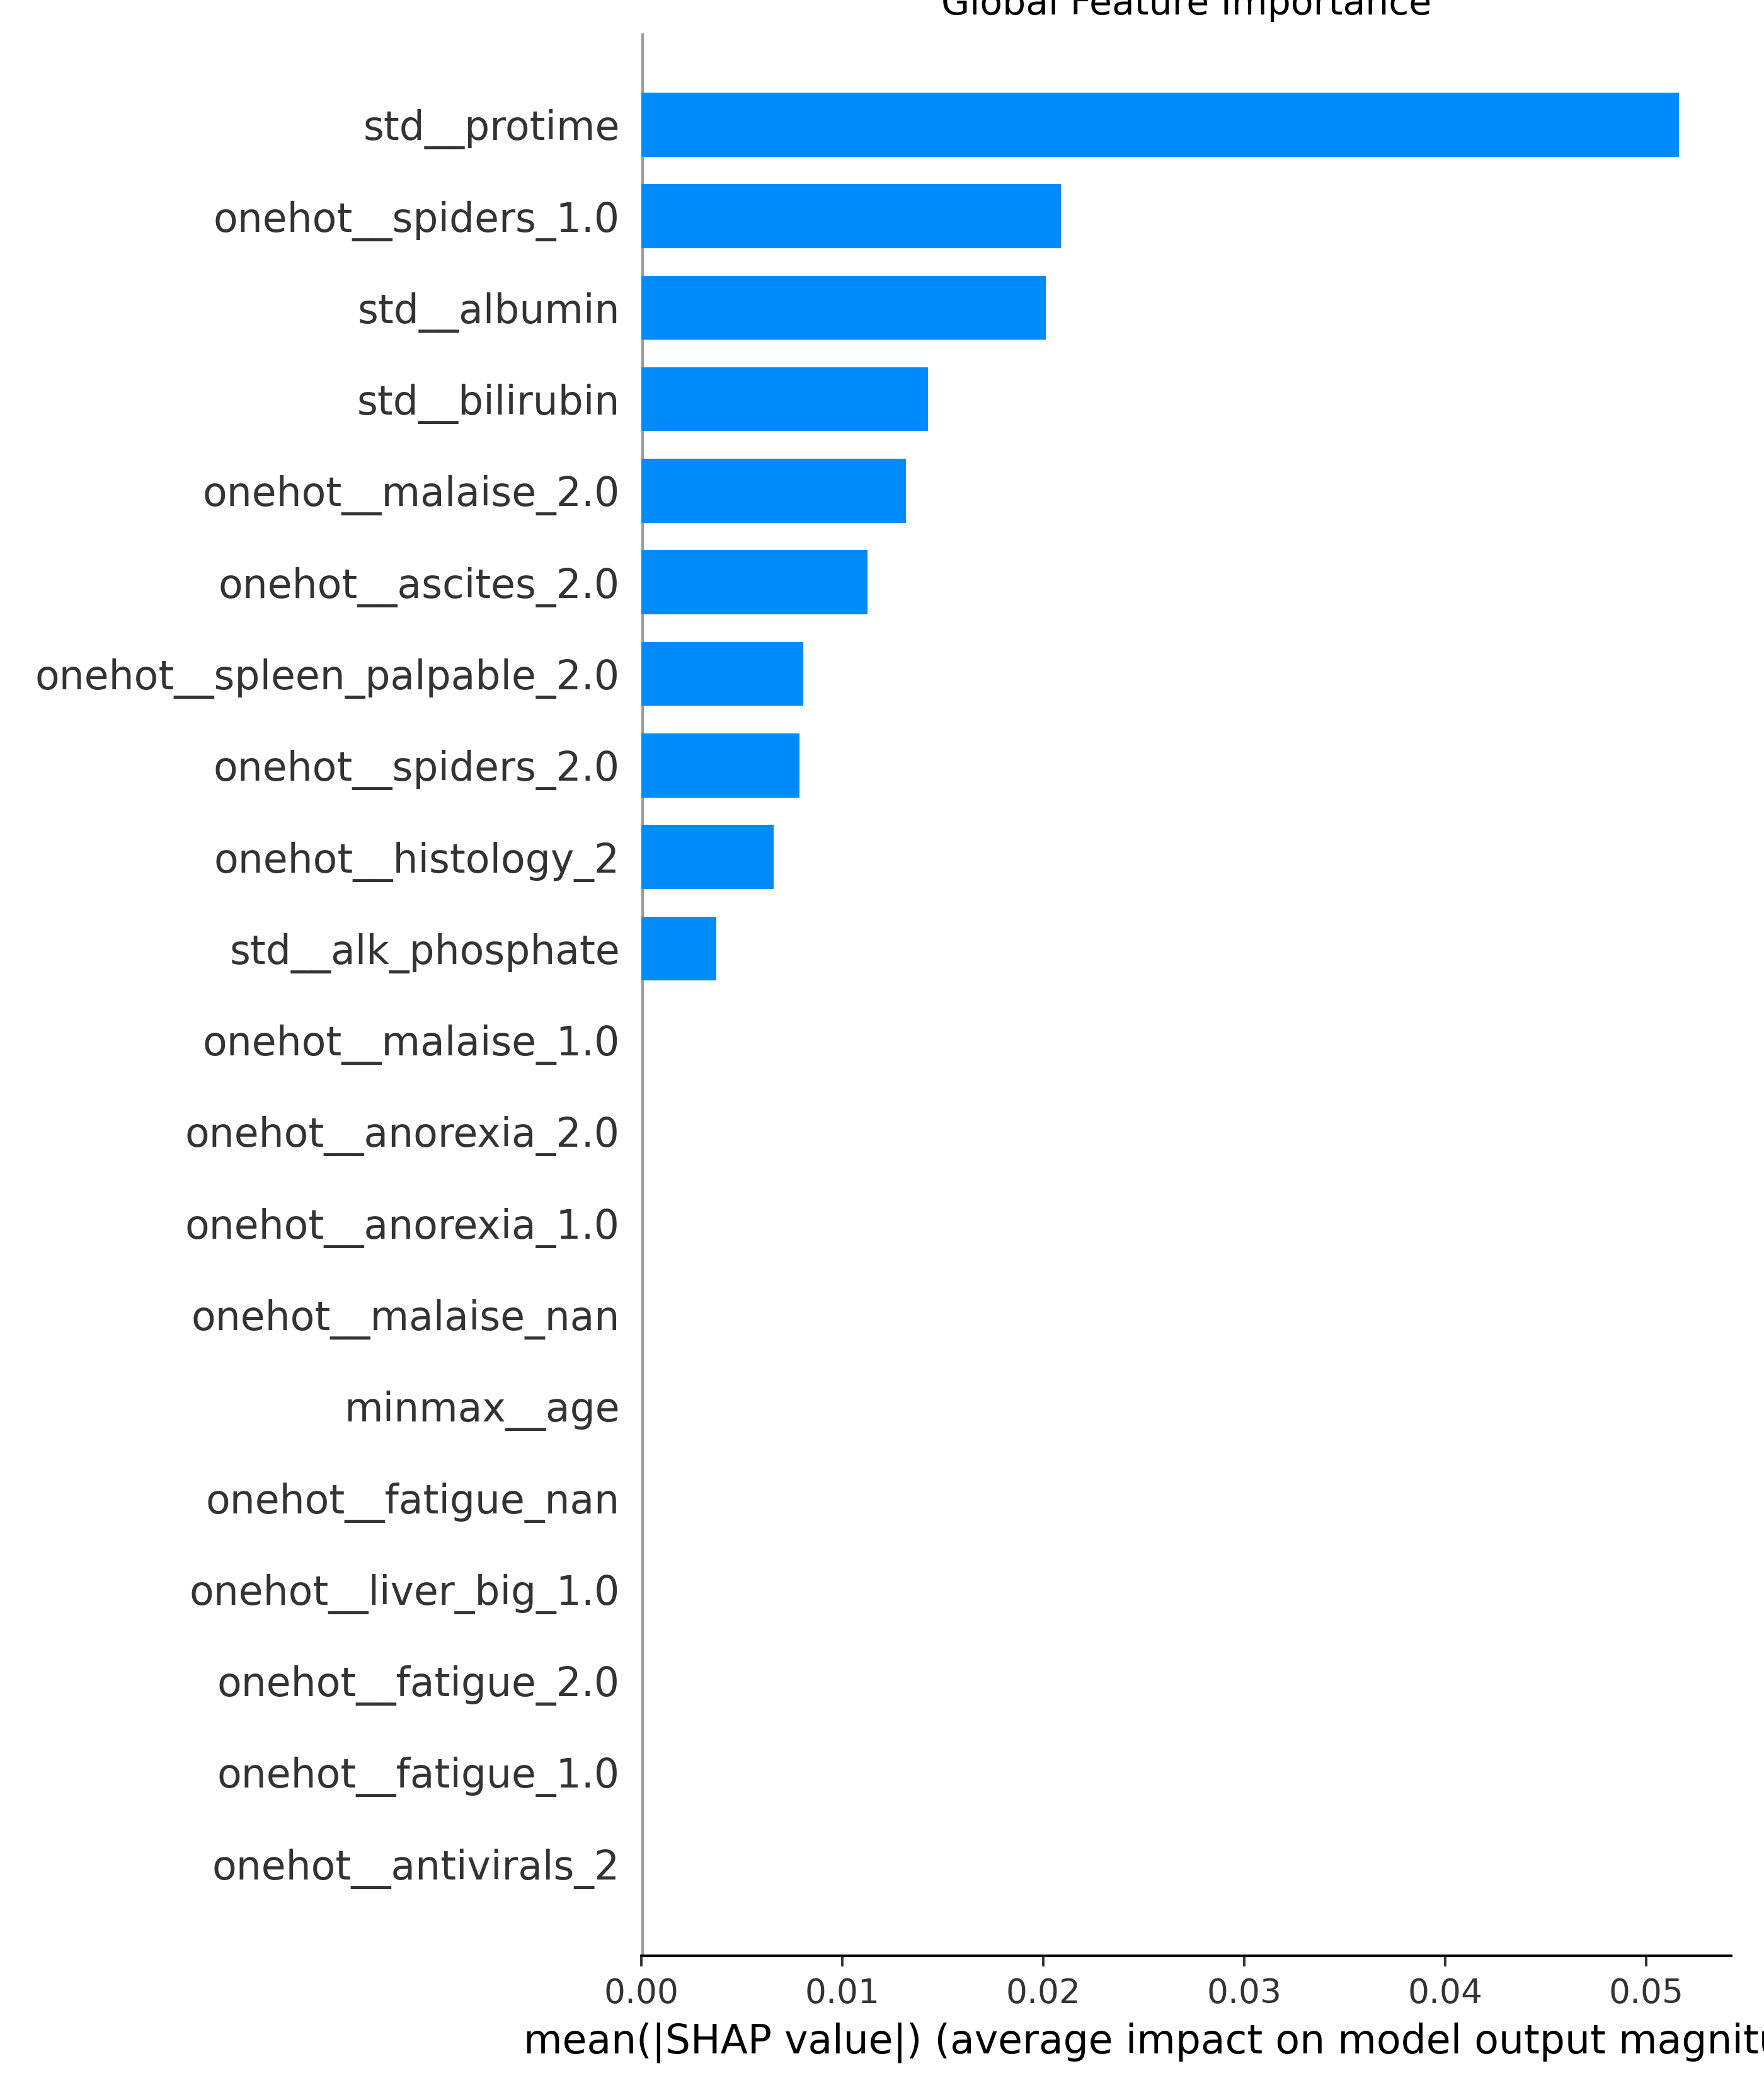 Global Feature Importance
std__protime
onehot__spiders_1.0
std__albumin
std__bilirubin
onehot__malaise_2.0
onehot__ascites_2.0
onehot__spleen_palpable_2.0
onehot__spiders_2.0
onehot__histology_2
std__alk_phosphate
onehot__malaise_1.0
onehot__anorexia_2.0
onehot__anorexia_1.0
onehot__malaise_nan
minmax__age
onehot__fatigue_nan
onehot__liver_big_1.0
onehot__fatigue_2.0
onehot__fatigue_1.0
onehot__antivirals_2
0.00 0.01 0.02 0.03 0.04 0.05
mean(|SHAP value|) (average impact on model output